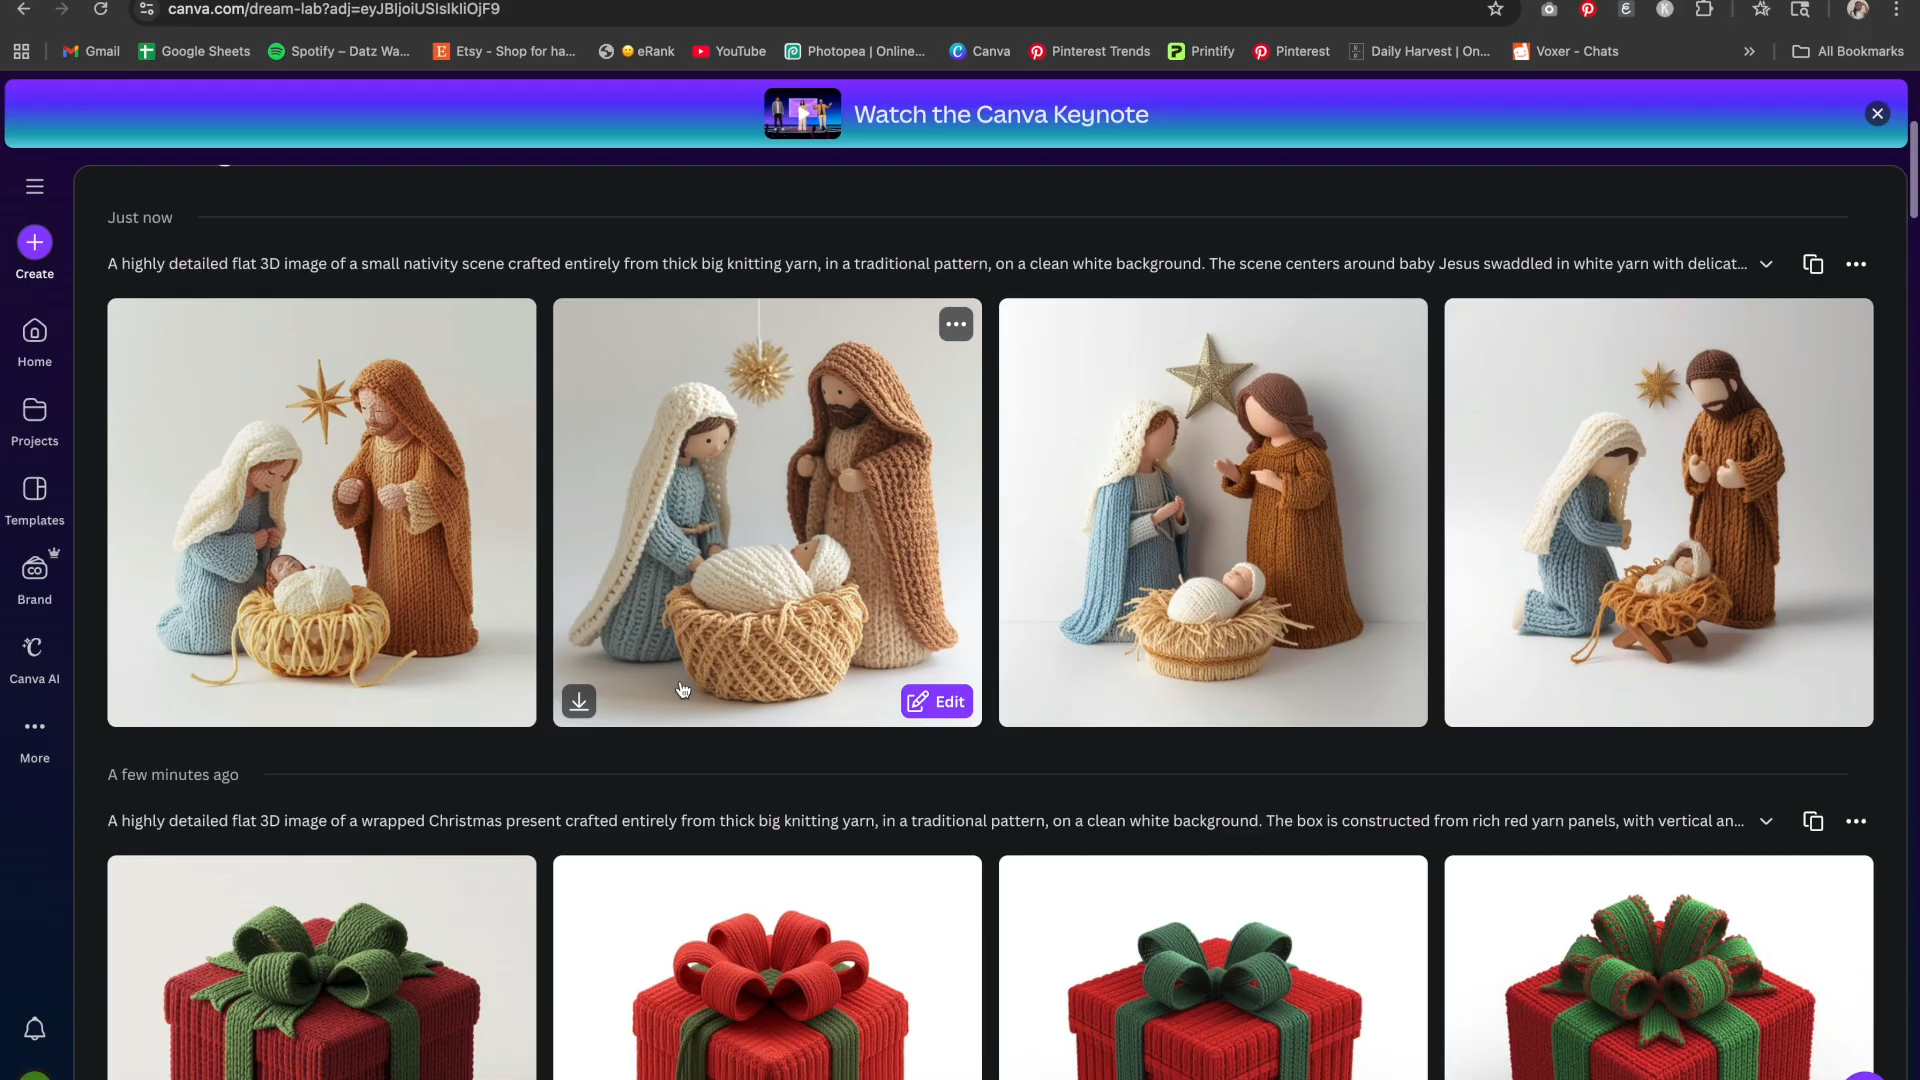 canva.com/dream-lab?adj=eyJBIjoiUSIsIkIiOjF9
Gmail
Google Sheets
Spotify – Datz Wa...
Etsy - Shop for ha...
eRank
YouTube
Photopea | Online...
Canva
Pinterest Trends
Printify
Pinterest
Daily Harvest | On...
Voxer - Chats
All Bookmarks
Watch the Canva Keynote
Create
Home
Projects
Templates
Brand
Canva AI
More
Just now
A highly detailed flat 3D image of a small nativity scene crafted entirely from thick big knitting yarn, in a traditional pattern, on a clean white background. The scene centers around baby Jesus swaddled in white yarn with delicat...
Edit
A few minutes ago
A highly detailed flat 3D image of a wrapped Christmas present crafted entirely from thick big knitting yarn, in a traditional pattern, on a clean white background. The box is constructed from rich red yarn panels, with vertical an...